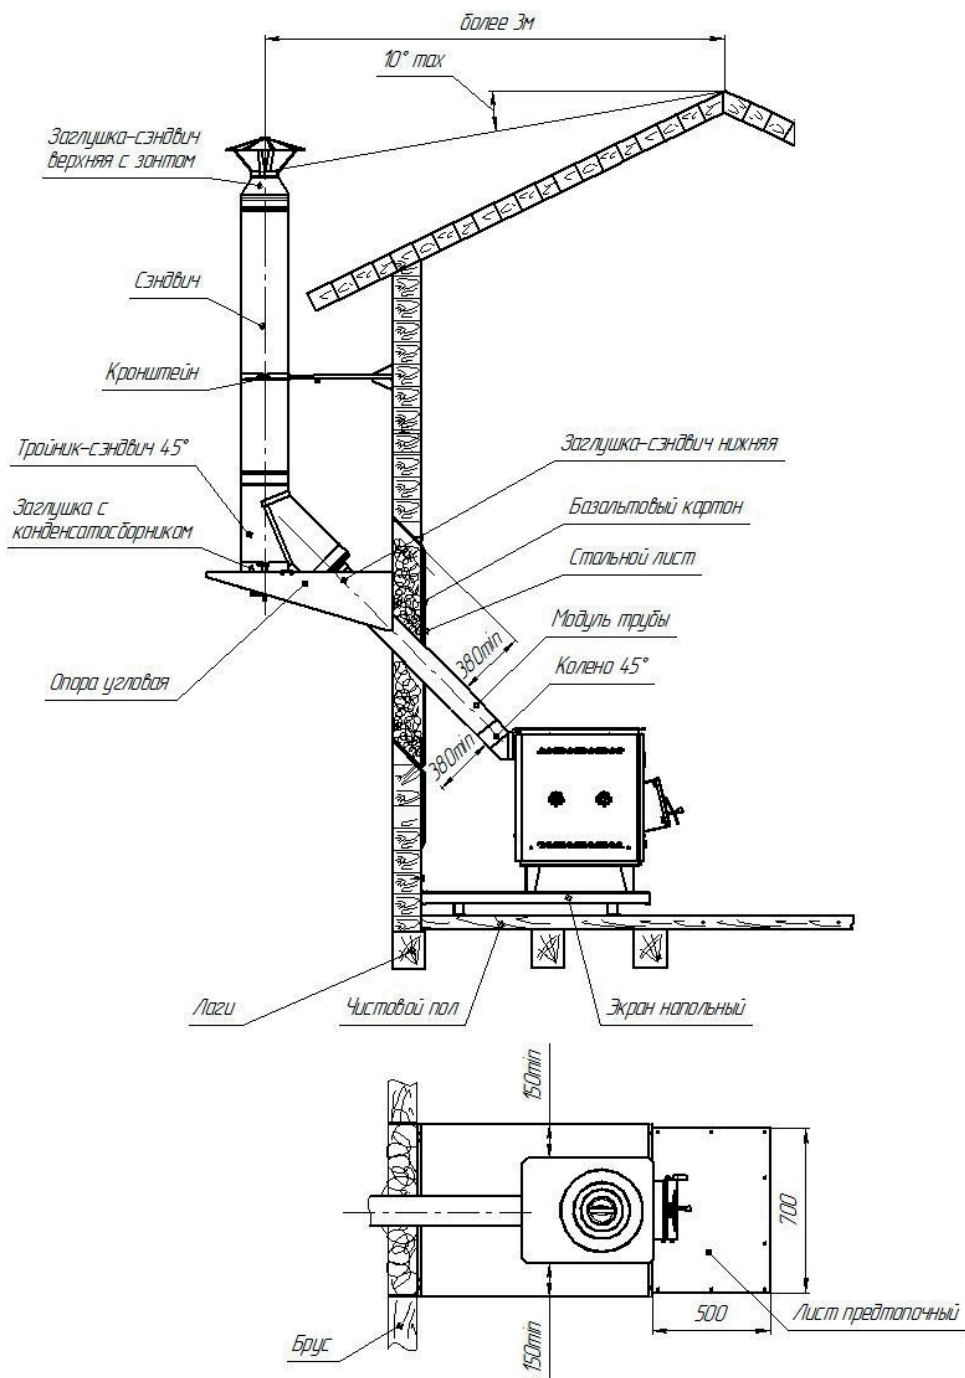 более 3м
10° max
Заглушка-сэндвич
верхняя с зонтом
Сэндвич
Кронштейн
Тройник-сэндвич 45°
Заглушка-сэндвич нижняя
Заглушка с
конденсатосборником
Базальтовый картон
Стальной лист
Модуль трубы
380min
Колено 45°
Опора угловая
380min
Лаги
Чистовой пол
Экран напольный
150min
700
500
Лист предтопочный
Брус
150min